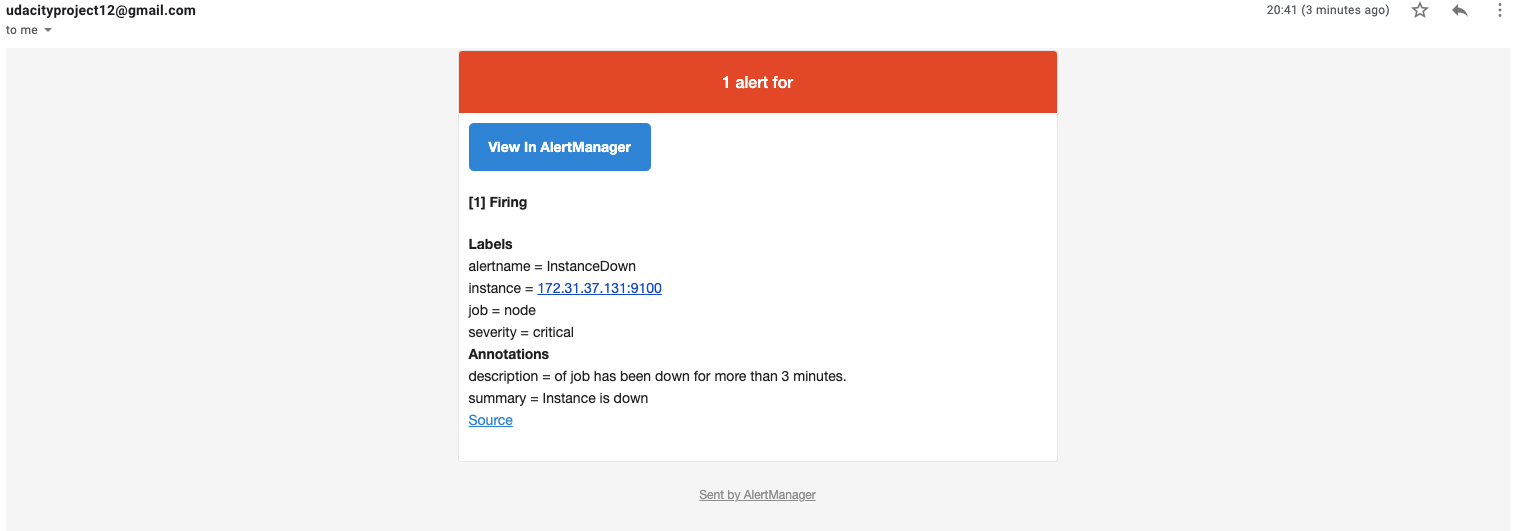 udacityproject12@gmail.com
20:41 (3 minutes ago)
to me
1 alert for
View In AlertManager
[1] Firing
Labels
alertname = InstanceDown
instance = 172.31.37.131:9100
job = node
severity = critical
Annotations
description = of job has been down for more than 3 minutes.
summary = Instance is down
Source
Sent by AlertManager